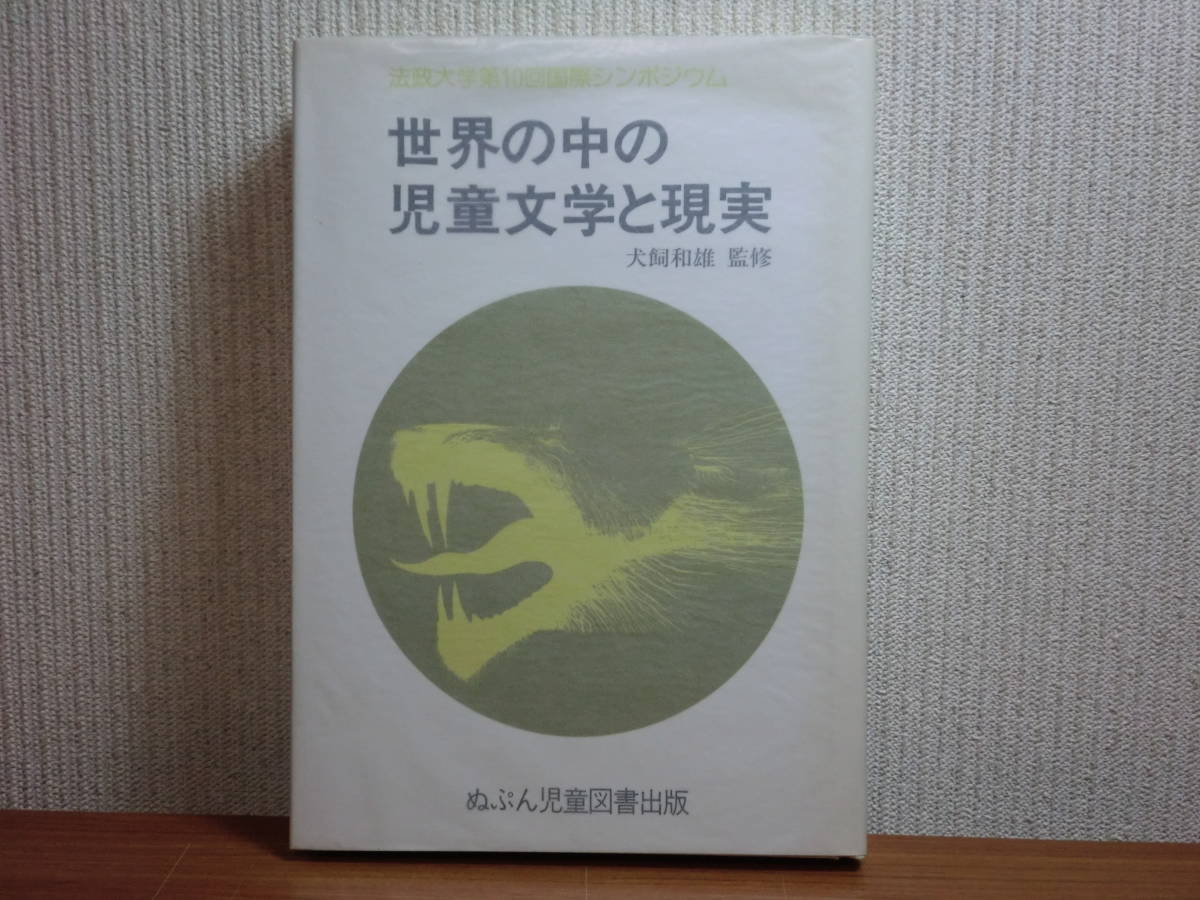 法政大学第10回国際シンポジウム
世界の中の
児童文学と現実
犬飼和雄 監修
ぬぷん児童図書出版